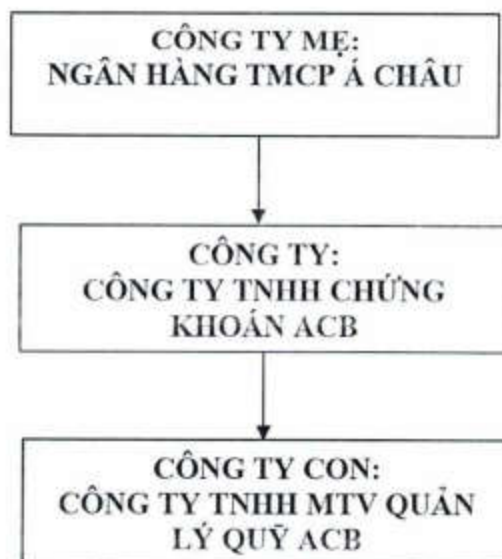 CÔNG TY MẸ:
NGÂN HÀNG TMCP Á CHÂU
CÔNG TY:
CÔNG TY TNHH CHỨNG
KHOÁN ACB
CÔNG TY CON:
CÔNG TY TNHH MTV QUẢN
LÝ QUỸ ACB